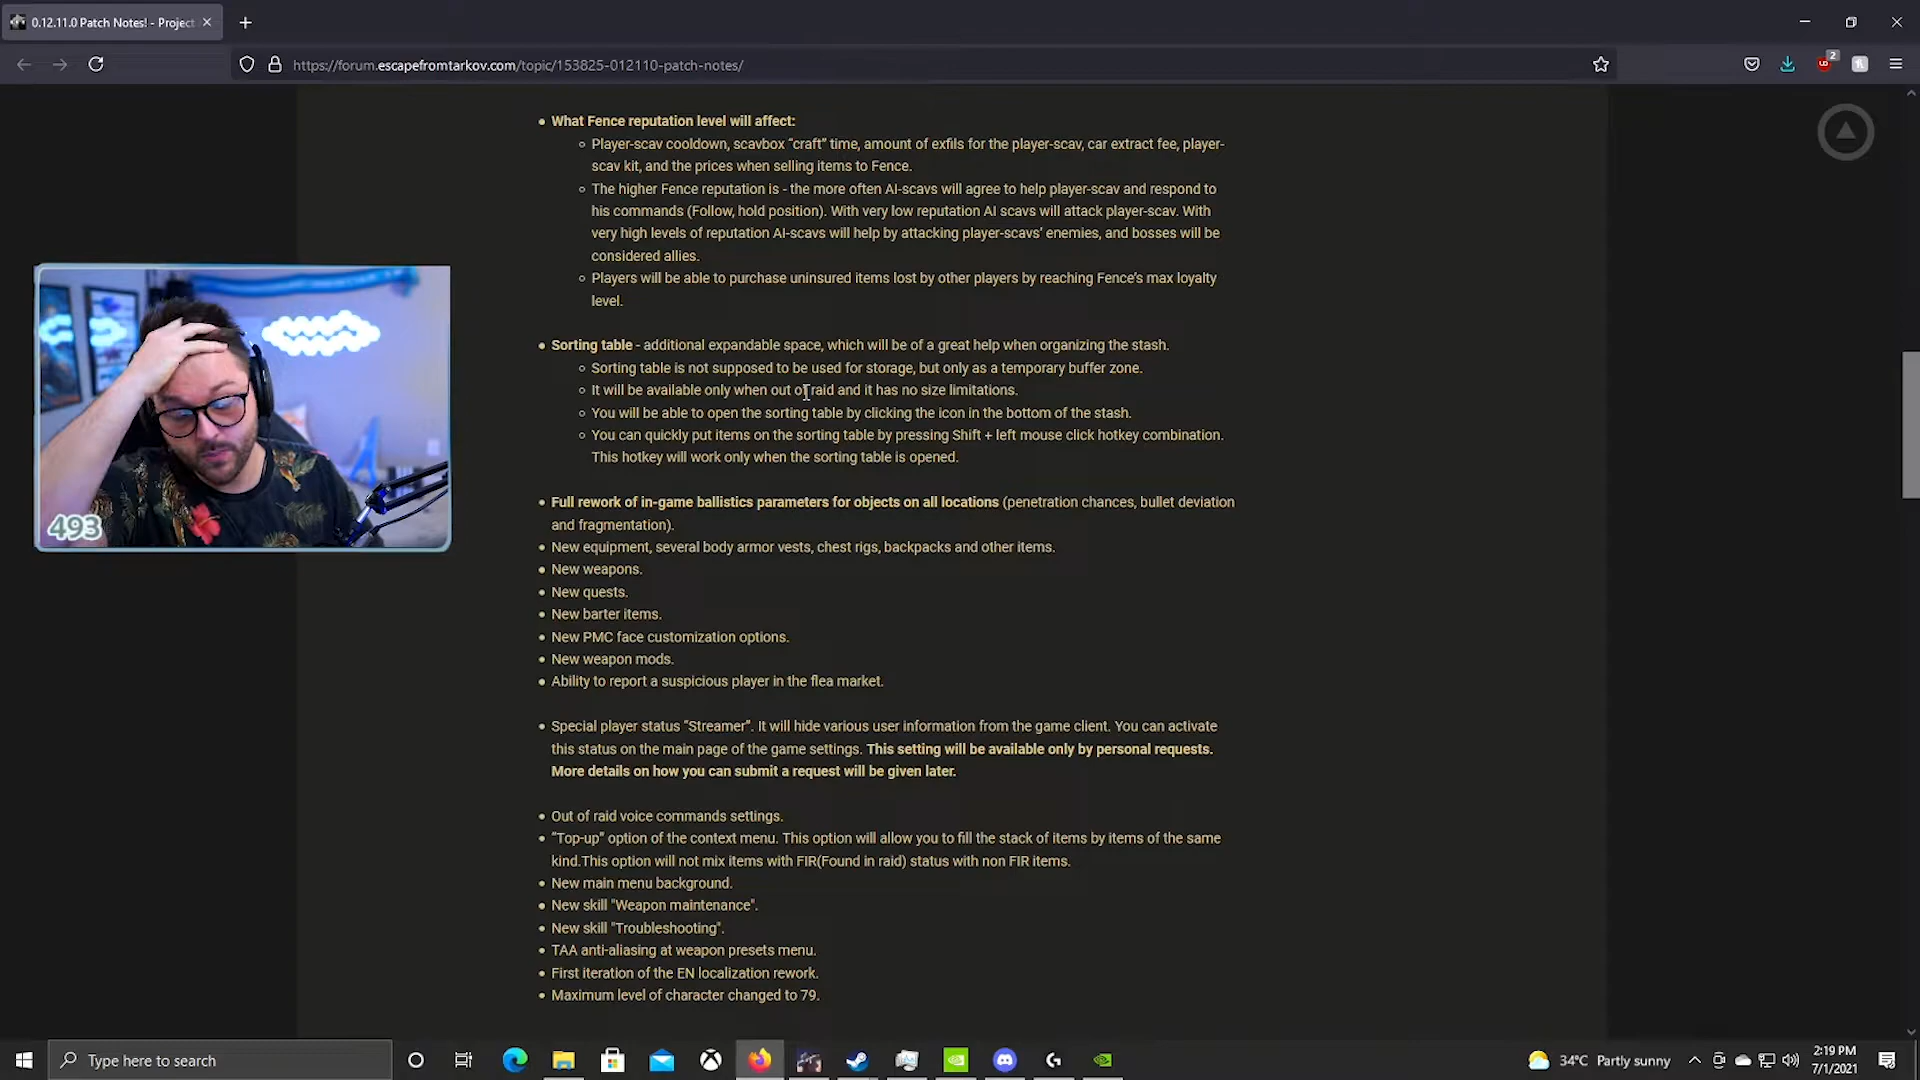 0.12.11.0 Patch Notes! - Project
https://forum.escapefromtarkov.com/topic/153825-012110-patch-notes/
2
• What Fence reputation level will affect:
Player-scav cooldown, scavbox “craft” time, amount of exfils for the player-scav, car extract fee, player-
scav kit, and the prices when selling items to Fence.
The higher Fence reputation is - the more often AI-scavs will agree to help player-scav and respond to
his commands (Follow, hold position). With very low reputation AI scavs will attack player-scav. With
very high levels of reputation AI-scavs will help by attacking player-scavs’ enemies, and bosses will be
considered allies.
Players will be able to purchase uninsured items lost by other players by reaching Fence’s max loyalty
level.
• Sorting table - additional expandable space, which will be of a great help when organizing the stash.
Sorting table is not supposed to be used for storage, but only as a temporary buffer zone.
It will be available only when out of raid and it has no size limitations.
You will be able to open the sorting table by clicking the icon in the bottom of the stash.
You can quickly put items on the sorting table by pressing Shift + left mouse click hotkey combination.
This hotkey will work only when the sorting table is opened.
• Full rework of in-game ballistics parameters for objects on all locations (penetration chances, bullet deviation
and fragmentation).
• New equipment, several body armor vests, chest rigs, backpacks and other items.
• New weapons.
• New quests.
• New barter items.
• New PMC face customization options.
• New weapon mods.
• Ability to report a suspicious player in the flea market.
• Special player status “Streamer”. It will hide various user information from the game client. You can activate
this status on the main page of the game settings. This setting will be available only by personal requests.
More details on how you can submit a request will be given later.
• Out of raid voice commands settings.
• “Top-up” option of the context menu. This option will allow you to fill the stack of items by items of the same
kind.This option will not mix items with FIR(Found in raid) status with non FIR items.
• New main menu background.
• New skill "Weapon maintenance".
• New skill "Troubleshooting".
• TAA anti-aliasing at weapon presets menu.
• First iteration of the EN localization rework.
• Maximum level of character changed to 79.
493
Type here to search
34°C Partly sunny
2:19 PM
7/1/2021